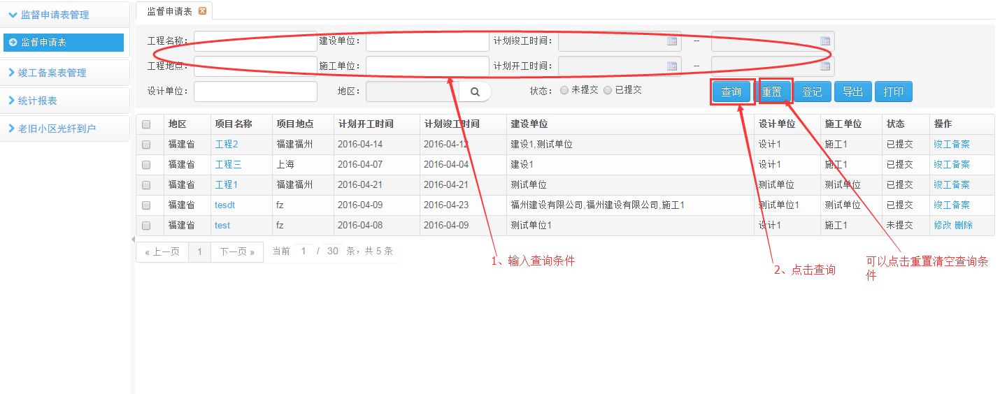 监督申请表管理
监督申请表
竣工备案表管理
统计报表
老旧小区光纤到户
监督申请表
工程名称： 建设单位： 计划竣工时间： --
工程地点： 施工单位： 计划开工时间： --
设计单位： 地区： 状态： 未提交 已提交 查询 重置 登记 导出 打印
地区 项目名称 项目地点 计划开工时间 计划竣工时间 建设单位 设计单位 施工单位 状态 操作
福建省 工程2 福建福州 2016-04-14 2016-04-12 建设1,测试单位 设计1 施工1 已提交 竣工备案
福建省 工程三 上海 2016-04-07 2016-04-04 建设1 设计1 施工1 已提交 竣工备案
福建省 工程1 福建福州 2016-04-21 2016-04-21 测试单位 测试单位 测试单位 已提交 竣工备案
福建省 tesdt fz 2016-04-09 2016-04-23 福州建设有限公司,福州建设有限公司,施工1 测试单位1 测试单位 已提交 竣工备案
福建省 test fz 2016-04-08 2016-04-09 测试单位1 设计1 施工1 未提交 修改 删除
« 上一页 1 下一页 » 当前 1 / 30 条，共 5 条
1、输入查询条件
2、点击查询
可以点击重置清空查询条
件